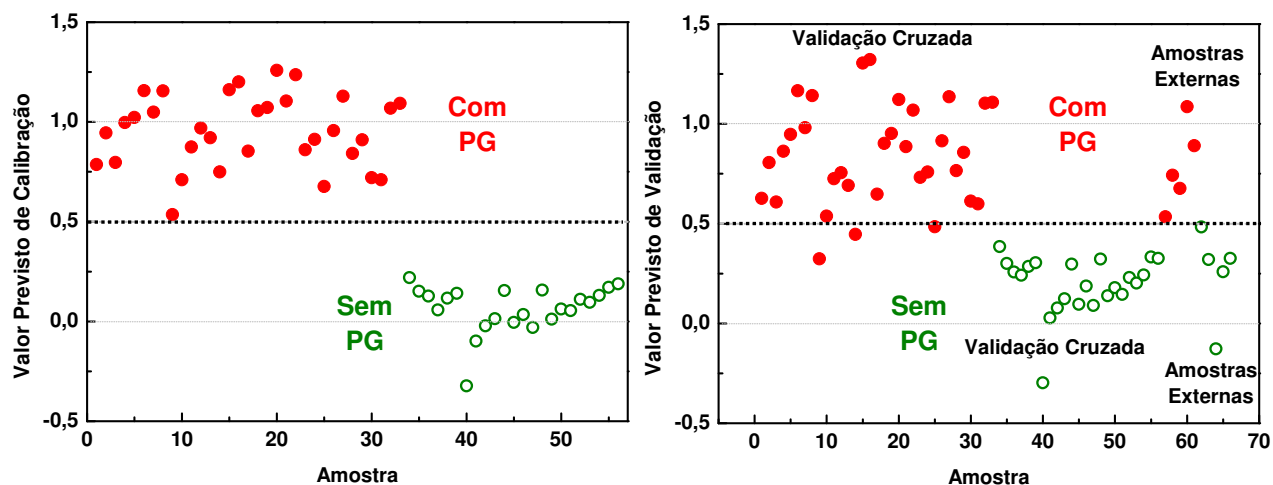 Valor Previsto de Calibração
1,5
1,0
0,5
0,0
-0,5
Com
PG
Sem
PG
0
10
20
30
40
50
Amostra
Valor Previsto de Validação
1,5
1,0
0,5
0,0
-0,5
Validação Cruzada
Amostras
Externas
Com
PG
Sem
PG
Validação Cruzada
Amostras
Externas
0
10
20
30
40
50
60
70
Amostra